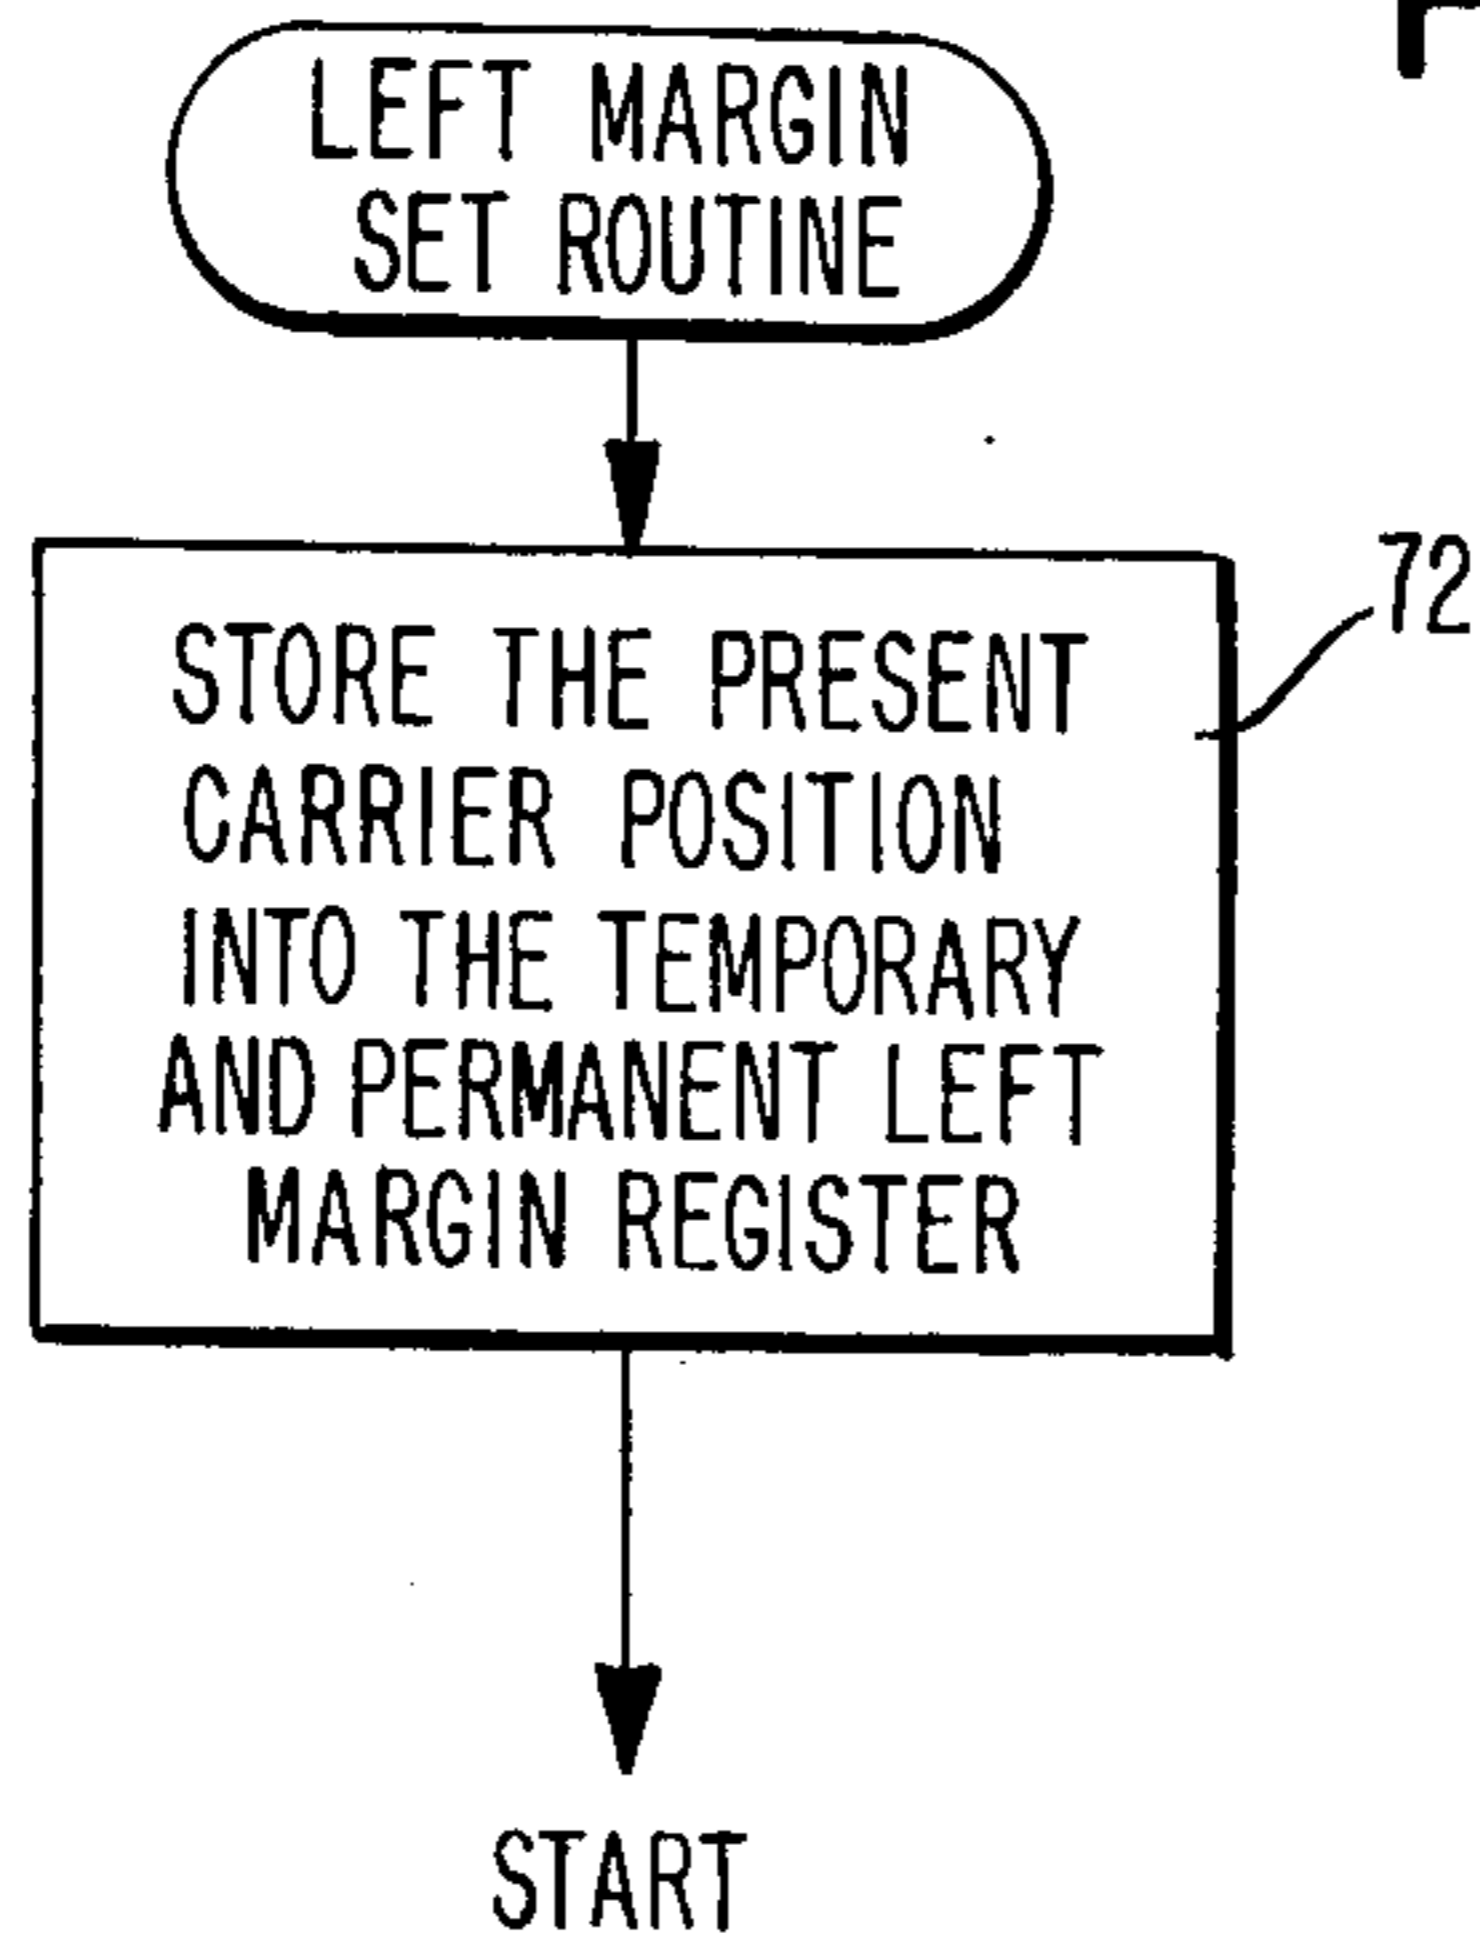 LEFT MARGIN
SET ROUTINE
72
STORE THE PRESENT
CARRIER POSITION
INTO THE TEMPORARY
AND PERMANENT LEFT
MARGIN REGISTER
START